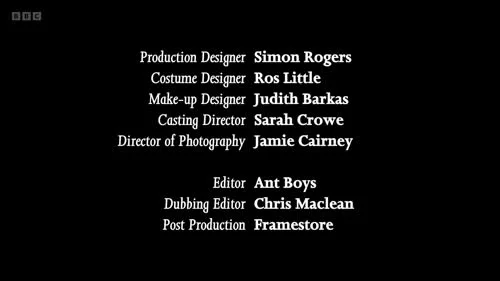 BBC
Production Designer Simon Rogers
Costume Designer Ros Little
Make-up Designer Judith Barkas
Casting Director Sarah Crowe
Director of Photography Jamie Cairney
Editor Ant Boys
Dubbing Editor Chris Maclean
Post Production Framestore